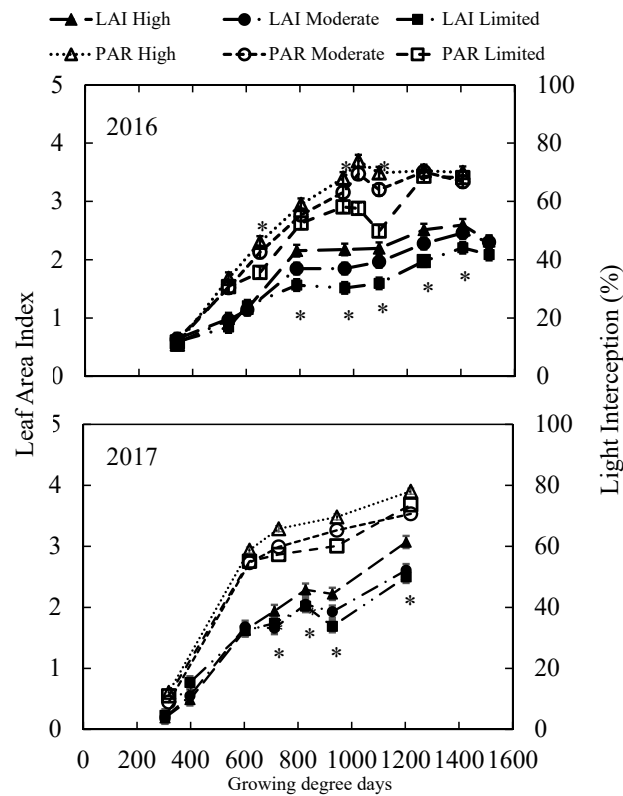 LAI High LAI Moderate LAI Limited
PAR High PAR Moderate PAR Limited
5 100
2016
4 80
* *
3 60
*
2 40
* * * * *
1 20
0 0
Leaf Area Index
Light Interception (%)
5 100
2017
4 80
3 60
2 40
* * * *
1 20
0 0
0 200 400 600 800 1000 1200 1400 1600
Growing degree days